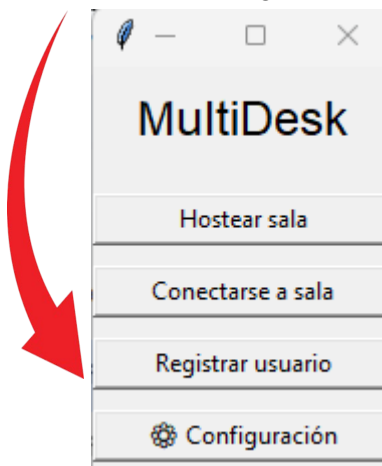 MultiDesk
Hostear sala
Conectarse a sala
Registrar usuario
Configuración